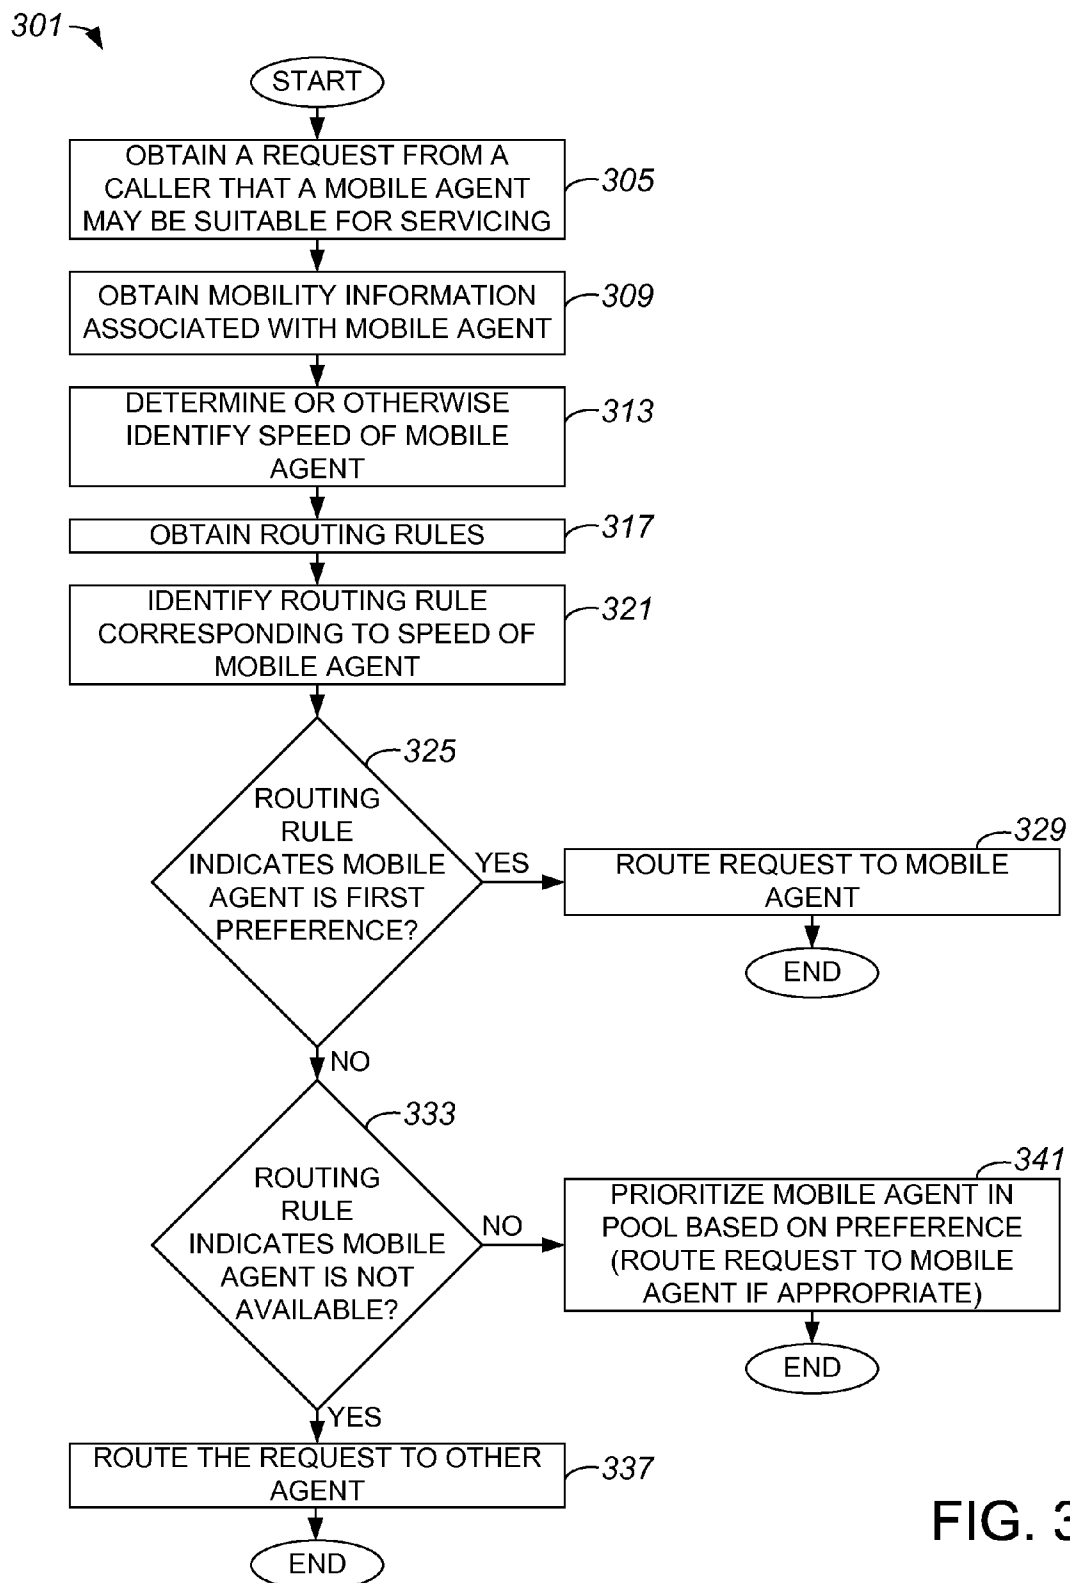 301
START
OBTAIN A REQUEST FROM A
CALLER THAT A MOBILE AGENT
MAY BE SUITABLE FOR SERVICING
305
OBTAIN MOBILITY INFORMATION
ASSOCIATED WITH MOBILE AGENT
309
DETERMINE OR OTHERWISE
IDENTIFY SPEED OF MOBILE
AGENT
313
OBTAIN ROUTING RULES
317
IDENTIFY ROUTING RULE
CORRESPONDING TO SPEED OF
MOBILE AGENT
321
325
ROUTING
RULE
INDICATES MOBILE
AGENT IS FIRST
PREFERENCE?
YES
329
ROUTE REQUEST TO MOBILE
AGENT
END
NO
333
ROUTING
RULE
INDICATES MOBILE
AGENT IS NOT
AVAILABLE?
NO
341
PRIORITIZE MOBILE AGENT IN
POOL BASED ON PREFERENCE
(ROUTE REQUEST TO MOBILE
AGENT IF APPROPRIATE)
END
YES
ROUTE THE REQUEST TO OTHER
AGENT
337
END
FIG. 3